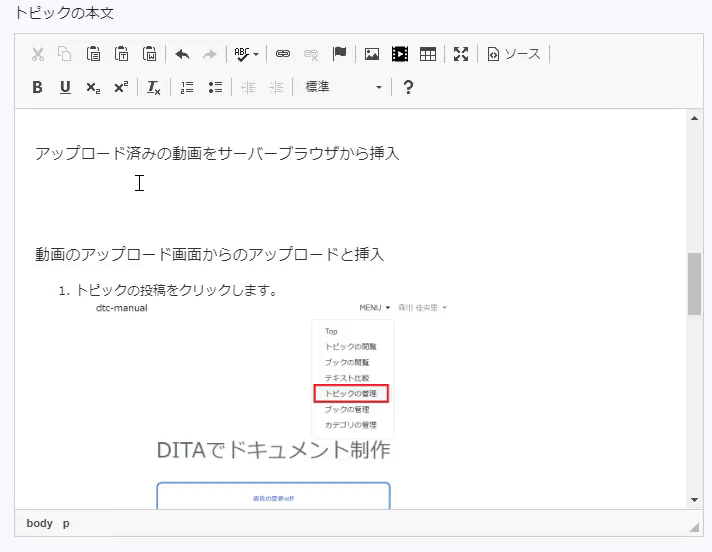 トピックの本文
ABC
ソース
B U x₂ x² Tx 標準 ?
アップロード済みの動画をサーバーブラウザから挿入
動画のアップロード画面からのアップロードと挿入
1. トピックの投稿をクリックします。
dtc-manual MENU 森川 佳央里
Top
トピックの閲覧
ブックの閲覧
テキスト比較
トピックの管理
ブックの管理
カテゴリの管理
DITAでドキュメント制作
body p